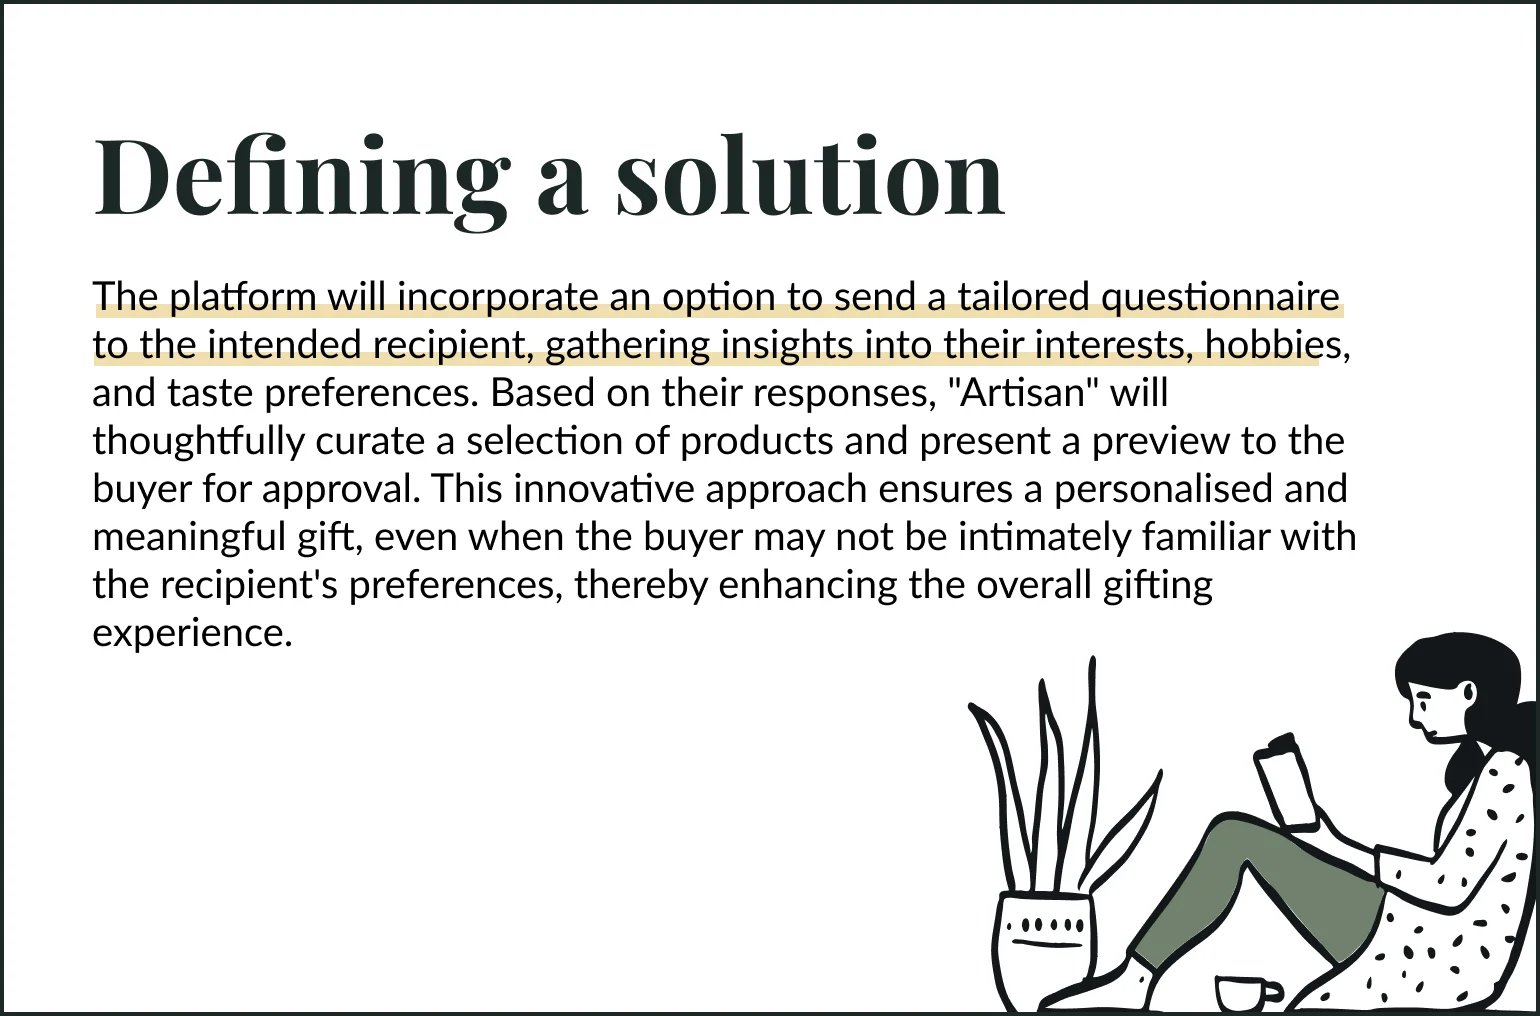 Defining a solution
The platform will incorporate an option to send a tailored questionnaire
to the intended recipient, gathering insights into their interests, hobbies,
and taste preferences. Based on their responses, "Artisan" will
thoughtfully curate a selection of products and present a preview to the
buyer for approval. This innovative approach ensures a personalised and
meaningful gift, even when the buyer may not be intimately familiar with
the recipient's preferences, thereby enhancing the overall gifting
experience.